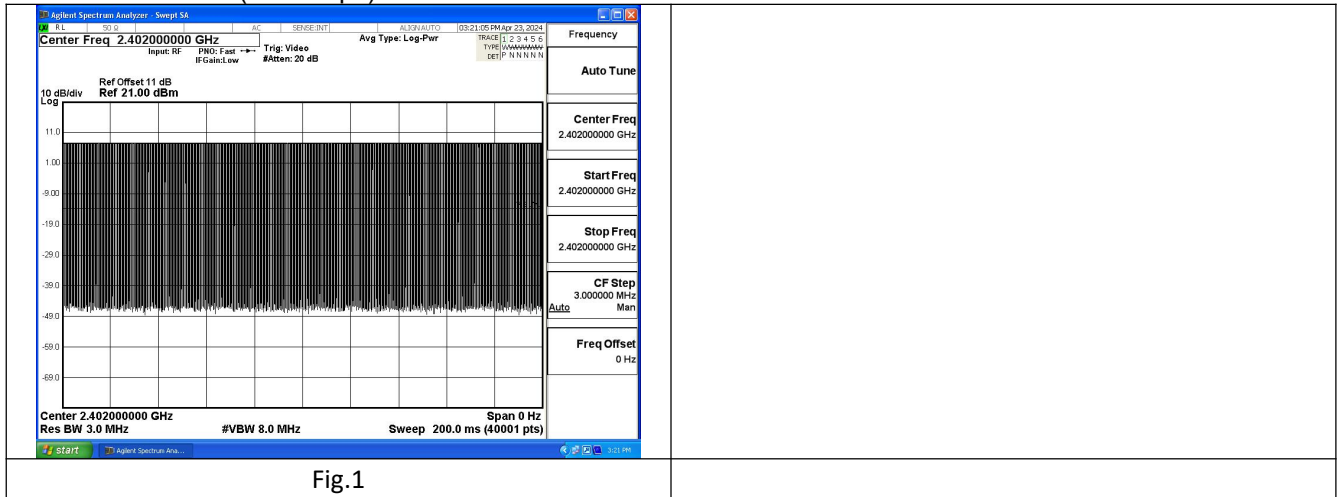 Agilent Spectrum Analyzer - Swept SA
RL 50 Ω AC SENSE:INT ALIGN AUTO 03:21:05 PM Apr 23, 2024
Center Freq 2.402000000 GHz
Input: RF PNO: Fast Trig: Video Avg Type: Log-Pwr TRACE 1 2 3 4 5 6
IFGain:Low #Atten: 20 dB TYPE
DET P N N N N N
Ref Offset 11 dB
10 dB/div Ref 21.00 dBm
Log
11.0
1.00
-9.00
-19.0
-29.0
-39.0
-49.0
-59.0
-69.0
Center 2.402000000 GHz Span 0 Hz
Res BW 3.0 MHz #VBW 8.0 MHz Sweep 200.0 ms (40001 pts)
Frequency
Auto Tune
Center Freq
2.402000000 GHz
Start Freq
2.402000000 GHz
Stop Freq
2.402000000 GHz
CF Step
3.000000 MHz
Auto Man
Freq Offset
0 Hz
start Agilent Spectrum Ana... 3:21 PM
Fig.1